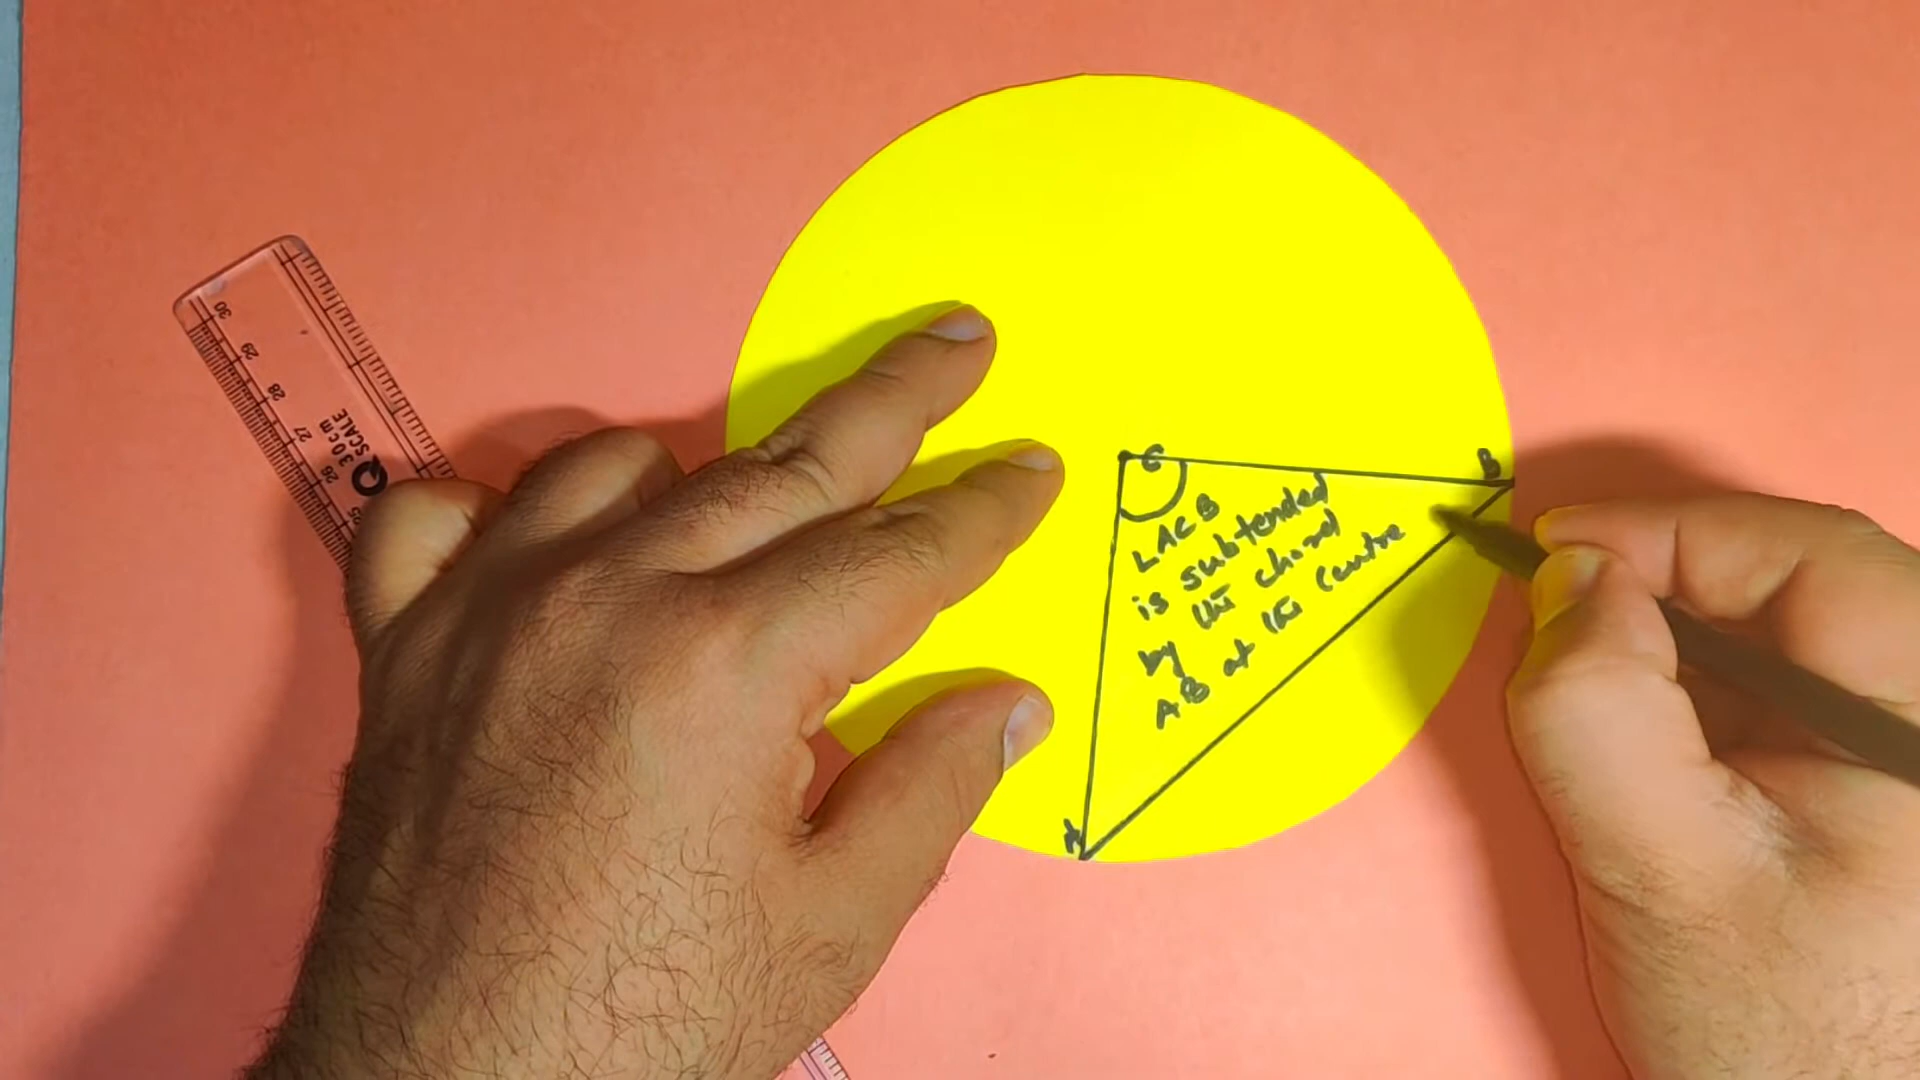 30
29
28
27
26
25
30cm
SCALE
C
B
∠ACB
is subtended
by the chord
AB at the centre
A